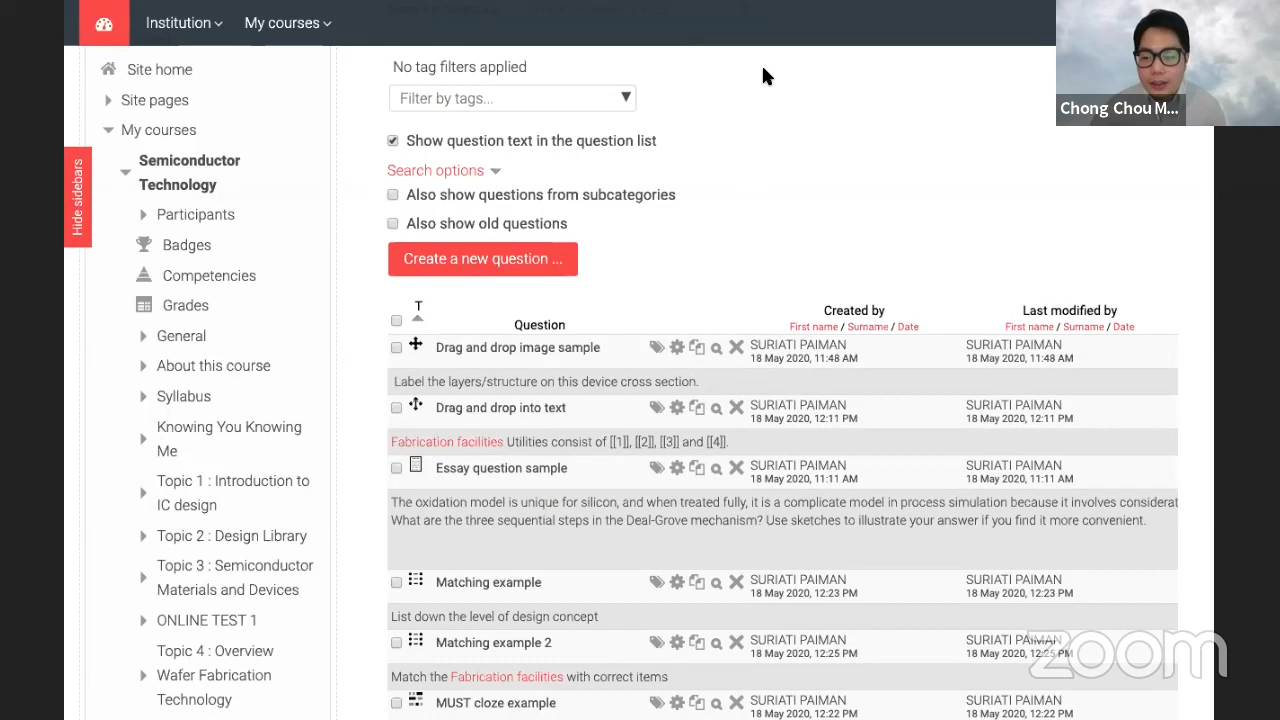 Institution
My courses
Chong Chou M...
Hide sidebars
Site home
Site pages
My courses
Semiconductor
Technology
Participants
Badges
Competencies
Grades
General
About this course
Syllabus
Knowing You Knowing
Me
Topic 1 : Introduction to
IC design
Topic 2 : Design Library
Topic 3 : Semiconductor
Materials and Devices
ONLINE TEST 1
Topic 4 : Overview
Wafer Fabrication
Technology
No tag filters applied
Filter by tags...
Show question text in the question list
Search options
Also show questions from subcategories
Also show old questions
Create a new question ...
T
Question
Created by
First name / Surname / Date
Last modified by
First name / Surname / Date
Drag and drop image sample
SURIATI PAIMAN
18 May 2020, 11:48 AM
SURIATI PAIMAN
18 May 2020, 11:48 AM
Label the layers/structure on this device cross section.
Drag and drop into text
SURIATI PAIMAN
18 May 2020, 12:11 PM
SURIATI PAIMAN
18 May 2020, 12:11 PM
Fabrication facilities Utilities consist of [[1]], [[2]], [[3]] and [[4]].
Essay question sample
SURIATI PAIMAN
18 May 2020, 11:11 AM
SURIATI PAIMAN
18 May 2020, 11:11 AM
The oxidation model is unique for silicon, and when treated fully, it is a complicate model in process simulation because it involves considerat
What are the three sequential steps in the Deal-Grove mechanism? Use sketches to illustrate your answer if you find it more convenient.
Matching example
SURIATI PAIMAN
18 May 2020, 12:23 PM
SURIATI PAIMAN
18 May 2020, 12:23 PM
List down the level of design concept
Matching example 2
SURIATI PAIMAN
18 May 2020, 12:25 PM
SURIATI PAIMAN
18 May 2020, 12:25 PM
Match the Fabrication facilities with correct items
MUST cloze example
SURIATI PAIMAN
18 May 2020, 12:22 PM
SURIATI PAIMAN
18 May 2020, 12:22 PM
zoom